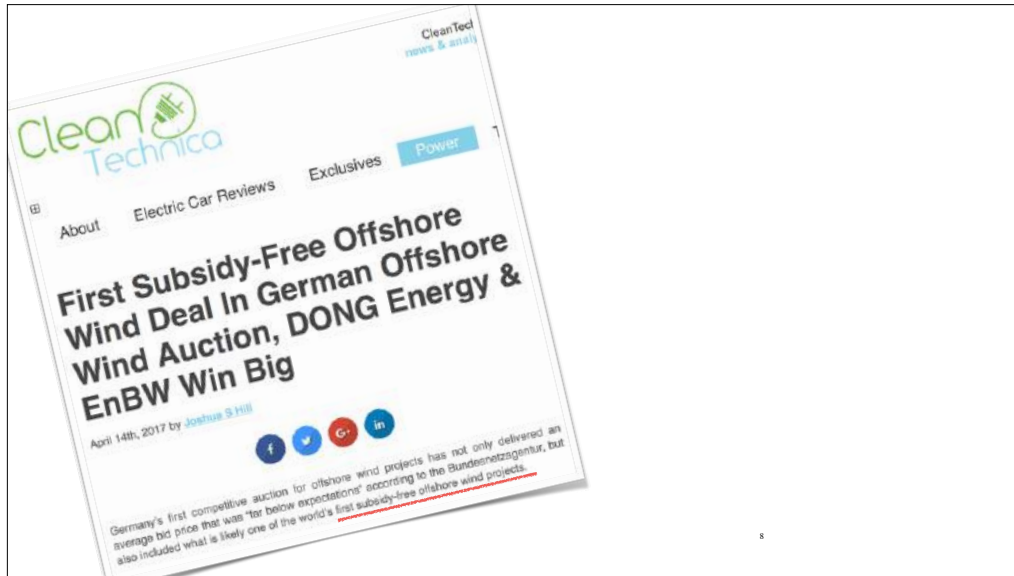 CleanTecl
news & analy
Clean
Technica
About Electric Car Reviews Exclusives Power
First Subsidy-Free Offshore
Wind Deal In German Offshore
Wind Auction, DONG Energy &
EnBW Win Big
April 14th, 2017 by Joshua S Hill
Germany's first competitive auction for offshore wind projects has not only delivered an
average bid price that was "far below expectations" according to the Bundesnetzagentur, but
also included what is likely one of the world's first subsidy-free offshore wind projects.
8